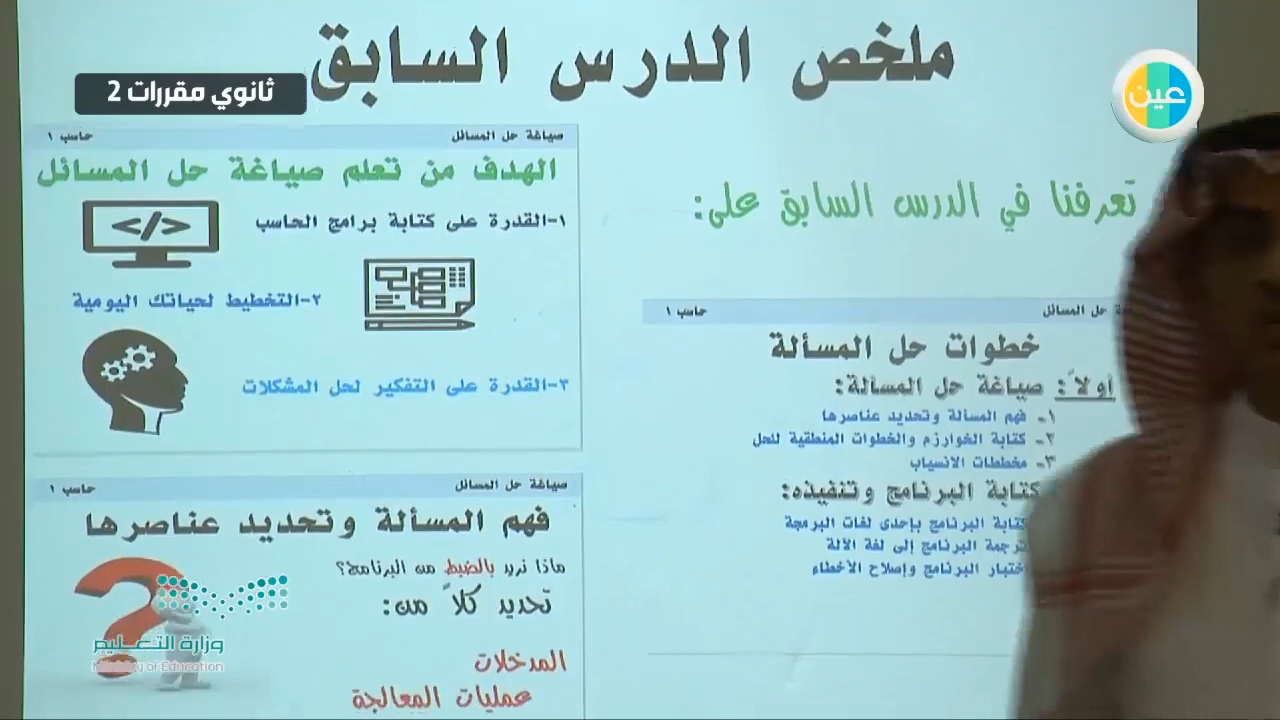 ملخص الدرس السابق
ثانوي مقررات 2
عين
تعرفنا في الدرس السابق على:
حل المسائل
حاسب ١
خطوات حل المسألة
اولاً: صياغة حل المسألة:
١- فهم المسالة وتحديد عناصرها
٢- كتابة الخوارزم والخطوات المنطقية للحل
٣- مخططات الانسياب
كتابة البرنامج وتنفيذه:
كتابة البرنامج بإحدى لغات البرمجة
ترجمة البرنامج إلى لغة الآلة
اختبار البرنامج وإصلاح الأخطاء
صياغة حل المسائل
حاسب ١
الهدف من تعلم صياغة حل المسائل
١-القدرة على كتابة برامج الحاسب
</>
٢-التخطيط لحياتك اليومية
٣-القدرة على التفكير لحل المشكلات
صياغة حل المسائل
حاسب ١
فهم المسألة وتحديد عناصرها
ماذا نريد بالضبط من البرنامج؟
تحديد كلاً من:
المدخلات
عمليات المعالجة
وزارة التعليم
Ministry of Education